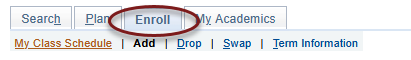 Search Plan Enroll My Academics
My Class Schedule | Add | Drop | Swap | Term Information